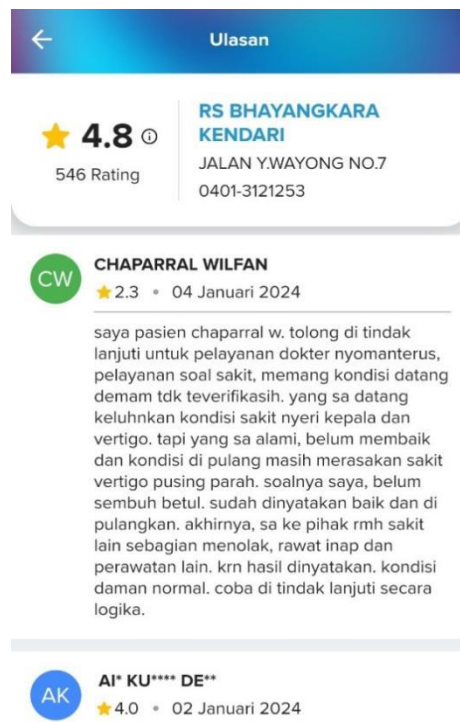 Ulasan
4.8
546 Rating
RS BHAYANGKARA
KENDARI
JALAN Y.WAYONG NO.7
0401-3121253
CW
CHAPARRAL WILFAN
2.3 • 04 Januari 2024
saya pasien chaparral w. tolong di tindak
lanjuti untuk pelayanan dokter nyomanterus,
pelayanan soal sakit, memang kondisi datang
demam tdk teverifikasih. yang sa datang
keluhnkan kondisi sakit nyeri kepala dan
vertigo. tapi yang sa alami, belum membaik
dan kondisi di pulang masih merasakan sakit
vertigo pusing parah. soalnya saya, belum
sembuh betul. sudah dinyatakan baik dan di
pulangkan. akhirnya, sa ke pihak rmh sakit
lain sebagian menolak, rawat inap dan
perawatan lain. krn hasil dinyatakan. kondisi
daman normal. coba di tindak lanjuti secara
logika.
AK
AI* KU**** DE**
4.0 • 02 Januari 2024